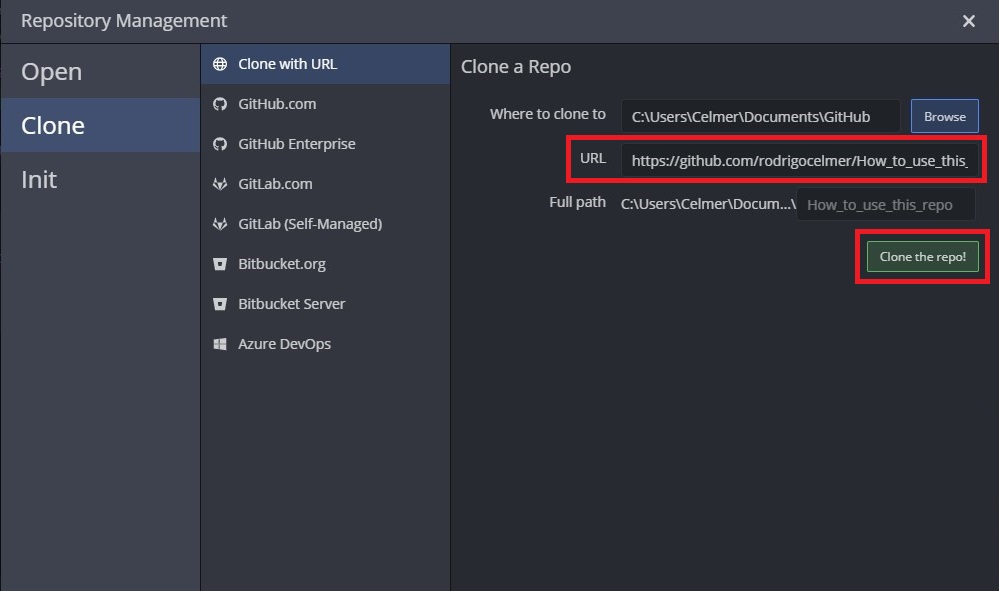 Repository Management
Open
Clone
Init
Clone with URL
GitHub.com
GitHub Enterprise
GitLab.com
GitLab (Self-Managed)
Bitbucket.org
Bitbucket Server
Azure DevOps
Clone a Repo
Where to clone to C:\Users\Celmer\Documents\GitHub Browse
URL https://github.com/rodrigocelmer/How_to_use_this_
Full path C:\Users\Celmer\Docum...\ How_to_use_this_repo
Clone the repo!